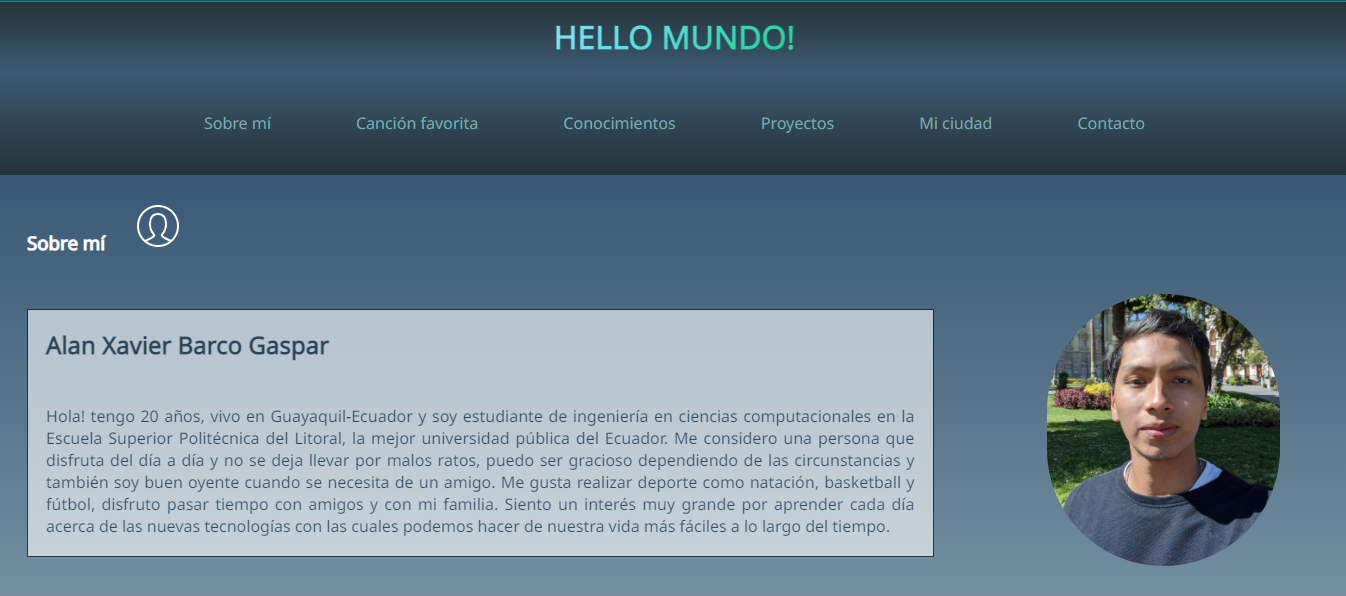 HELLO MUNDO!
Sobre mí Canción favorita Conocimientos Proyectos Mi ciudad Contacto
Sobre mí
Alan Xavier Barco Gaspar
Hola! tengo 20 años, vivo en Guayaquil-Ecuador y soy estudiante de ingeniería en ciencias computacionales en la
Escuela Superior Politécnica del Litoral, la mejor universidad pública del Ecuador. Me considero una persona que
disfruta del día a día y no se deja llevar por malos ratos, puedo ser gracioso dependiendo de las circunstancias y
también soy buen oyente cuando se necesita de un amigo. Me gusta realizar deporte como natación, basketball y
fútbol, disfruto pasar tiempo con amigos y con mi familia. Siento un interés muy grande por aprender cada día
acerca de las nuevas tecnologías con las cuales podemos hacer de nuestra vida más fáciles a lo largo del tiempo.